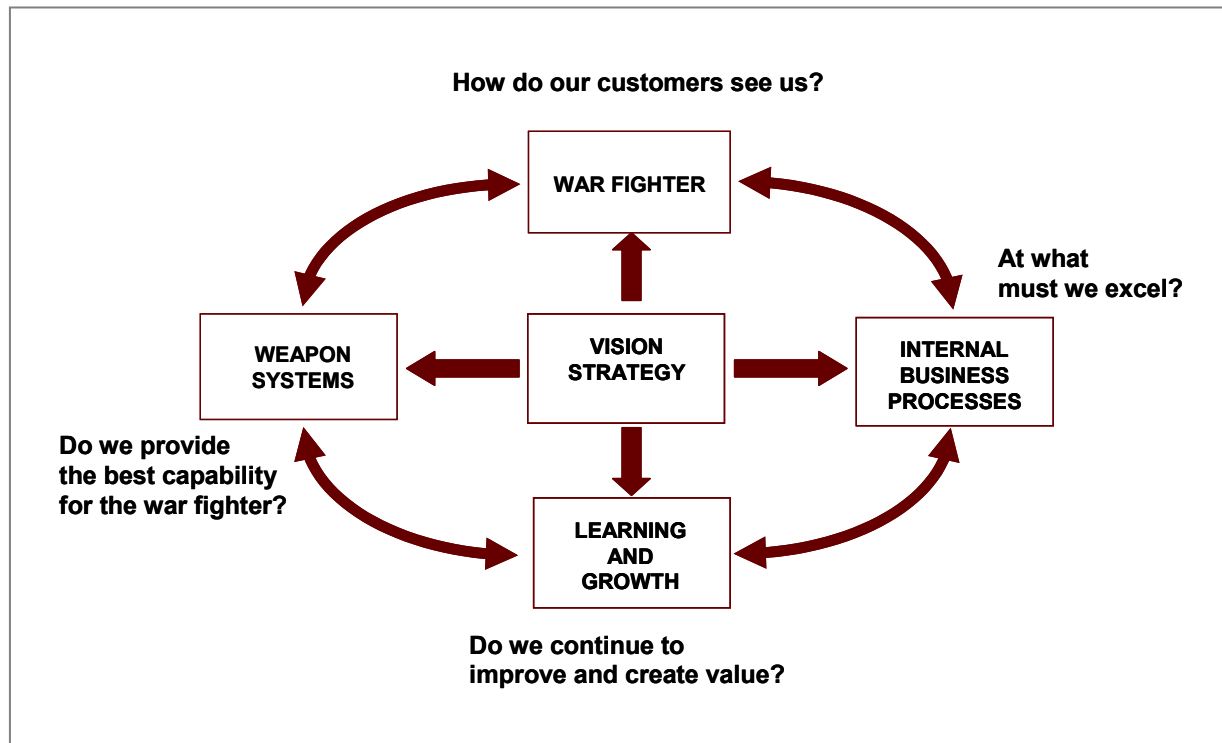 How do our customers see us?
WAR FIGHTER
At what
must we excel?
WEAPON
SYSTEMS
VISION
STRATEGY
INTERNAL
BUSINESS
PROCESSES
Do we provide
the best capability
for the war fighter?
LEARNING
AND
GROWTH
Do we continue to
improve and create value?